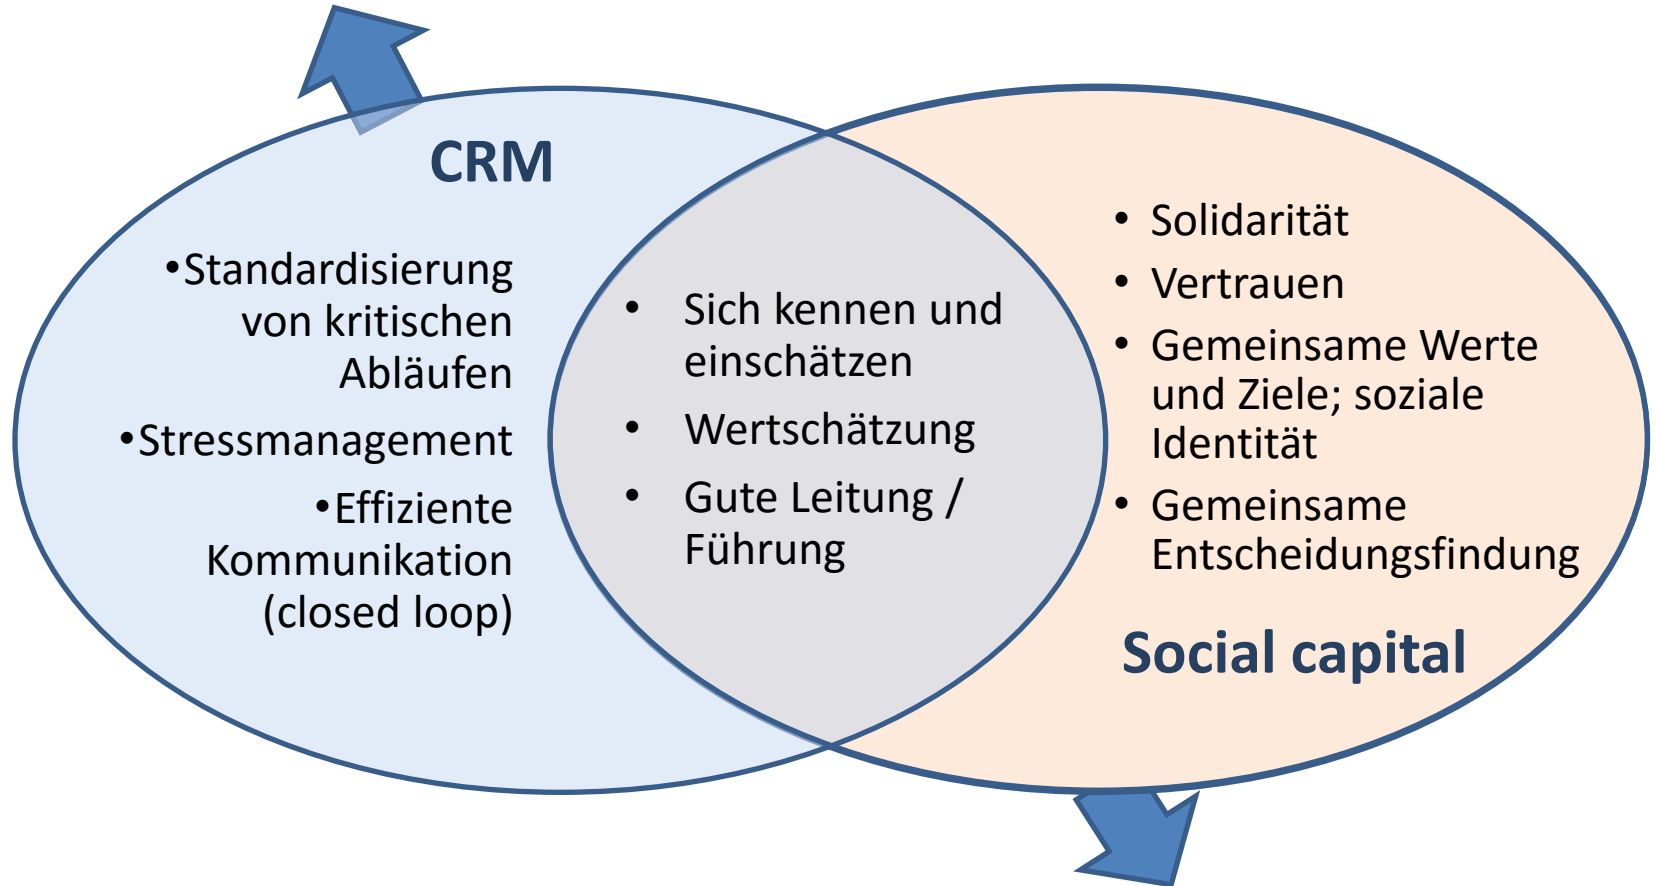 CRM
•Standardisierung
von kritischen
Abläufen
•Stressmanagement
•Effiziente
Kommunikation
(closed loop)
• Sich kennen und
einschätzen
• Wertschätzung
• Gute Leitung /
Führung
• Solidarität
• Vertrauen
• Gemeinsame Werte
und Ziele; soziale
Identität
• Gemeinsame
Entscheidungsfindung
Social capital